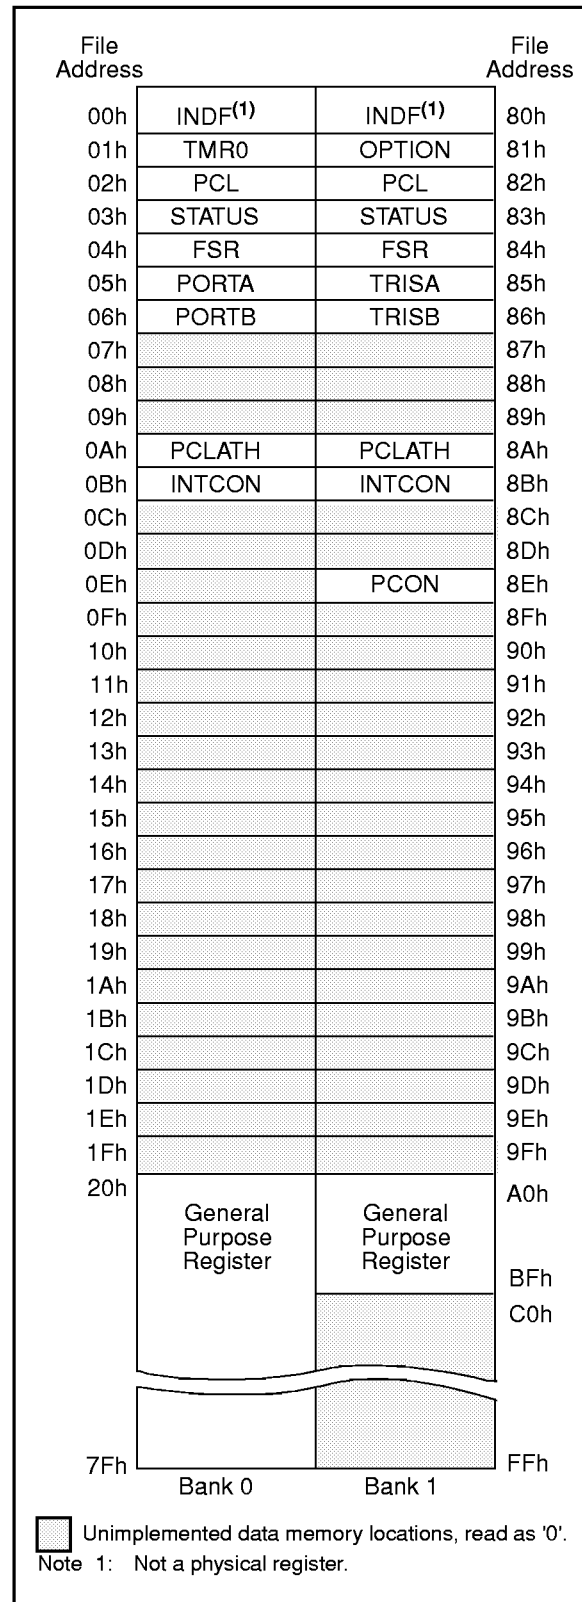 File Address File Address
00h INDF(1) INDF(1) 80h
01h TMR0 OPTION 81h
02h PCL PCL 82h
03h STATUS STATUS 83h
04h FSR FSR 84h
05h PORTA TRISA 85h
06h PORTB TRISB 86h
07h 87h
08h 88h
09h 89h
0Ah PCLATH PCLATH 8Ah
0Bh INTCON INTCON 8Bh
0Ch 8Ch
0Dh 8Dh
0Eh PCON 8Eh
0Fh 8Fh
10h 90h
11h 91h
12h 92h
13h 93h
14h 94h
15h 95h
16h 96h
17h 97h
18h 98h
19h 99h
1Ah 9Ah
1Bh 9Bh
1Ch 9Ch
1Dh 9Dh
1Eh 9Eh
1Fh 9Fh
20h A0h
General General
Purpose Purpose
Register Register
BFh
C0h
7Fh FFh
Bank 0 Bank 1
Unimplemented data memory locations, read as '0'.
Note 1: Not a physical register.